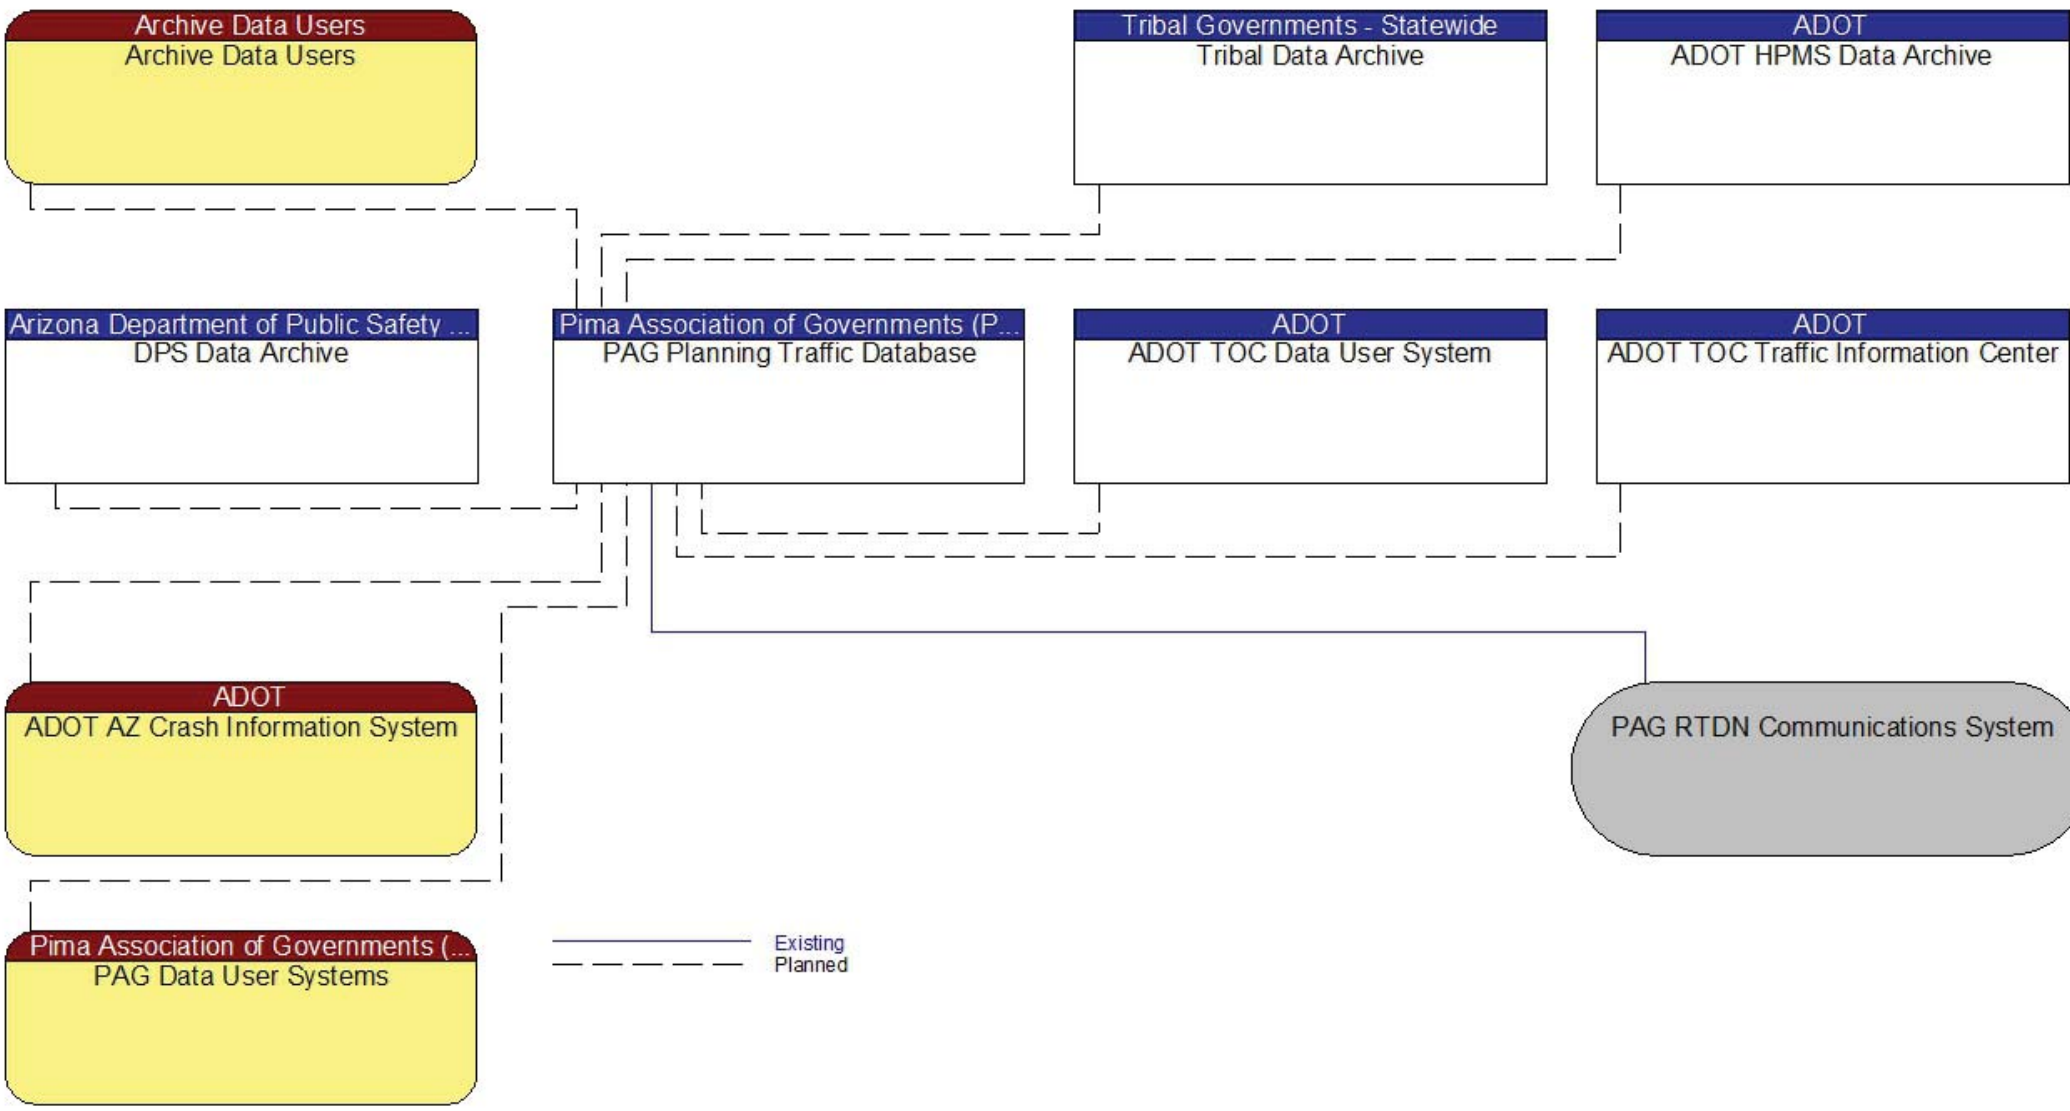 Archive Data Users
Archive Data Users
Tribal Governments - Statewide
Tribal Data Archive
ADOT
ADOT HPMS Data Archive
Arizona Department of Public Safety ...
DPS Data Archive
Pima Association of Governments (P...
PAG Planning Traffic Database
ADOT
ADOT TOC Data User System
ADOT
ADOT TOC Traffic Information Center
ADOT
ADOT AZ Crash Information System
PAG RTDN Communications System
Pima Association of Governments (...
PAG Data User Systems
Existing
Planned